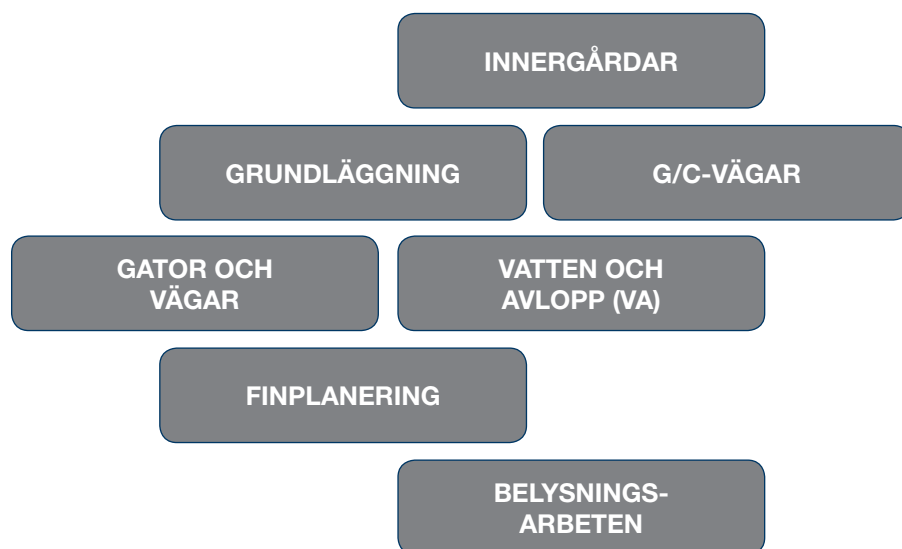 INNERGÅRDAR
GRUNDLÄGGNING
G/C-VÄGAR
GATOR OCH
VÄGAR
VATTEN OCH
AVLOPP (VA)
FINPLANERING
BELYSNINGS-
ARBETEN